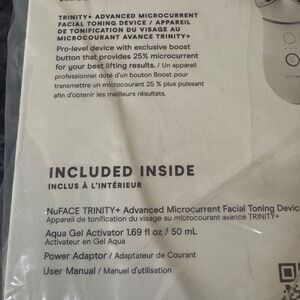 TRINITY+ ADVANCED MICROCURRENT
FACIAL TONING DEVICE / APPAREIL
DE TONIFICATION DU VISAGE AU
MICROCOURANT AVANCE TRINITY+
Pro-level device with exclusive boost
button that provides 25% microcurrent
for your best lifting results. / Un appareil
professionnel doté d'un bouton Boost pour
transmettre un microcourant 25 % plus puissant
afin d'obtenir les meilleurs résultats.
INCLUDED INSIDE
INCLUS À L'INTÉRIEUR
NuFACE TRINITY+ Advanced Microcurrent Facial Toning Devic
Appareil de tonification du visage au microcourant avancé TRINITY+
Aqua Gel Activator 1.69 fl oz / 50 mL
Activateur en Gel Aqua
Power Adaptor / Adaptateur de Courant
User Manual / Manuel d'utilisation